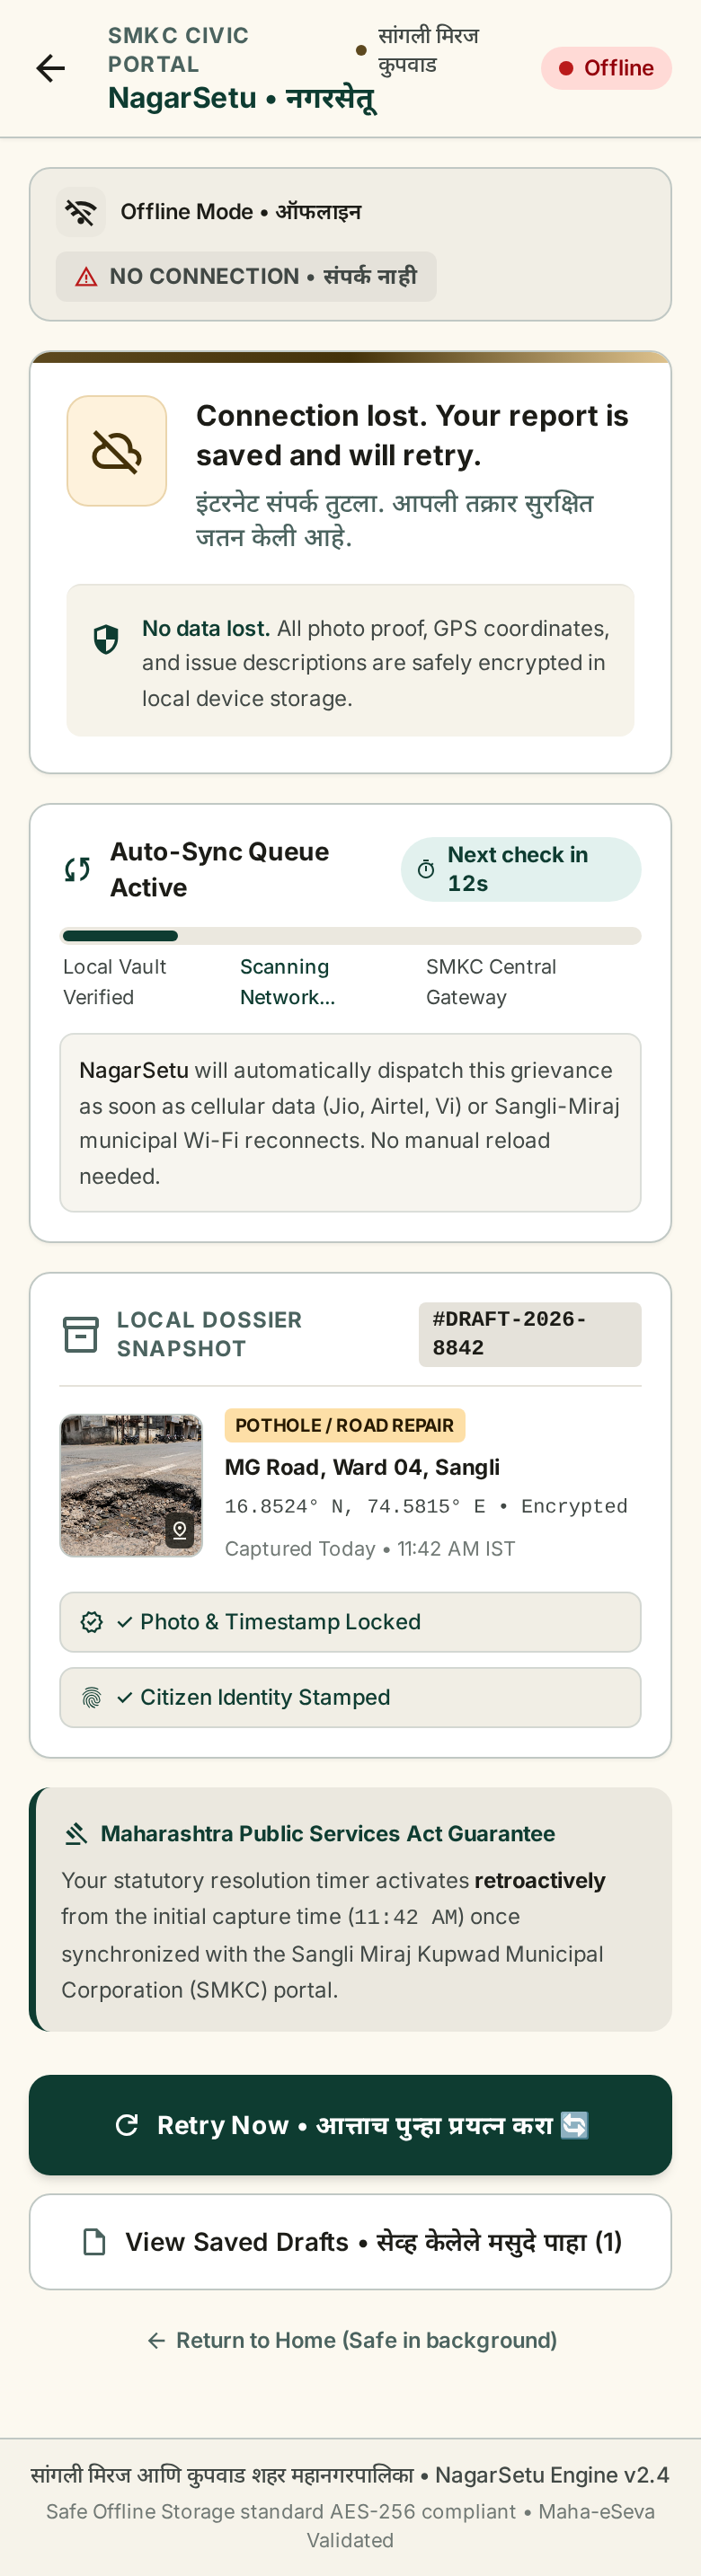 SMKC CIVIC
PORTAL
• सांगली मिरज
कुपवाड
NagarSetu • नगरसेतू
Offline
Offline Mode • ऑफलाइन
NO CONNECTION • संपर्क नाही
Connection lost. Your report is
saved and will retry.
इंटरनेट संपर्क तुटला. आपली तक्रार सुरक्षित
जतन केली आहे.
No data lost. All photo proof, GPS coordinates,
and issue descriptions are safely encrypted in
local device storage.
Auto-Sync Queue
Active
Next check in
12s
Local Vault
Verified
Scanning
Network...
SMKC Central
Gateway
NagarSetu will automatically dispatch this grievance
as soon as cellular data (Jio, Airtel, Vi) or Sangli-Miraj
municipal Wi-Fi reconnects. No manual reload
needed.
LOCAL DOSSIER
SNAPSHOT
#DRAFT-2026-
8842
POTHOLE / ROAD REPAIR
MG Road, Ward 04, Sangli
16.8524° N, 74.5815° E • Encrypted
Captured Today • 11:42 AM IST
✓ Photo & Timestamp Locked
✓ Citizen Identity Stamped
Maharashtra Public Services Act Guarantee
Your statutory resolution timer activates retroactively
from the initial capture time (11:42 AM) once
synchronized with the Sangli Miraj Kupwad Municipal
Corporation (SMKC) portal.
Retry Now • आत्ताच पुन्हा प्रयत्न करा 🔄
View Saved Drafts • सेव्ह केलेले मसुदे पाहा (1)
← Return to Home (Safe in background)
सांगली मिरज आणि कुपवाड शहर महानगरपालिका • NagarSetu Engine v2.4
Safe Offline Storage standard AES-256 compliant • Maha-eSeva
Validated